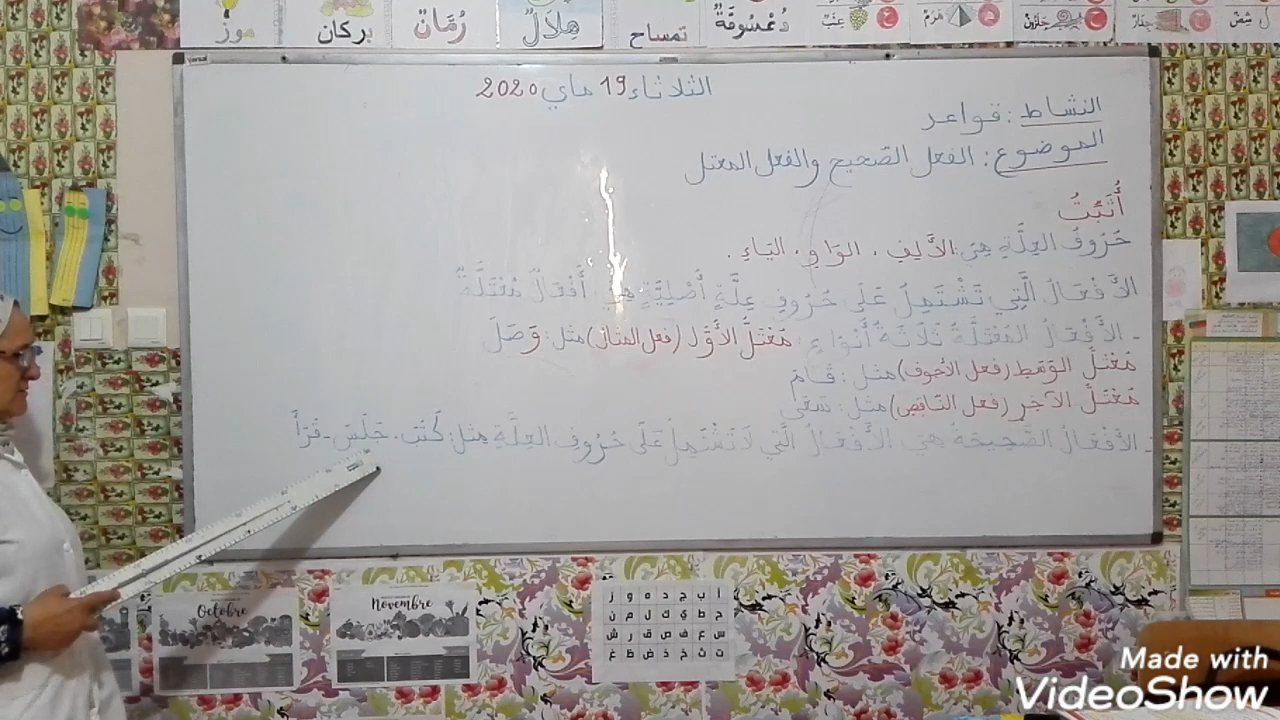 موز
بركان
رُمَّانٌ
هِلَالٌ
تمساح
هَرَمٌ
حَلَزُونٌ
الثلاثاء 19 ماي 2020
النشاط : قواعد
الموضوع : الفعل الصحيح والفعل المعتل
أُثَبِّتُ
حُرُوفُ العِلَّةِ هِيَ الأَلِفِ ، الوَاوِ ، اليَاءِ .
الأَفْعَالُ الَّتِي تَشْتَمِلُ عَلَى حُرُوفِ عِلَّةٍ أَصْلِيَّةٍ هِيَ أَفْعَالٌ مُعْتَلَّةٌ
- الأَفْعَالُ المُعْتَلَّةُ ثَلَاثَةُ أَنْوَاعٍ : مُعْتَلُّ الأَوَّلِ (فعل المثال) مثل : وَصَلَ
مُعْتَلُّ الوَسَطِ (فعل الأجوف) مثل : قَامَ
مُعْتَلُّ الآخِرِ (فعل النَّاقِص) مثل : سَعَى
- الأَفْعَالُ الصَّحِيحَةُ هِيَ الأَفْعَالُ الَّتِي لَا تَشْتَمِلُ عَلَى حُرُوفِ العِلَّةِ مثل : كَتَبَ . جَلَسَ - قَرَأَ
Octobre
Novembre
ا ب ج د ه و ز
ح ط ي ك ل م ن
س ع ف ص ق ر ش
ت ث خ ذ ض ظ غ
Made with
VideoShow